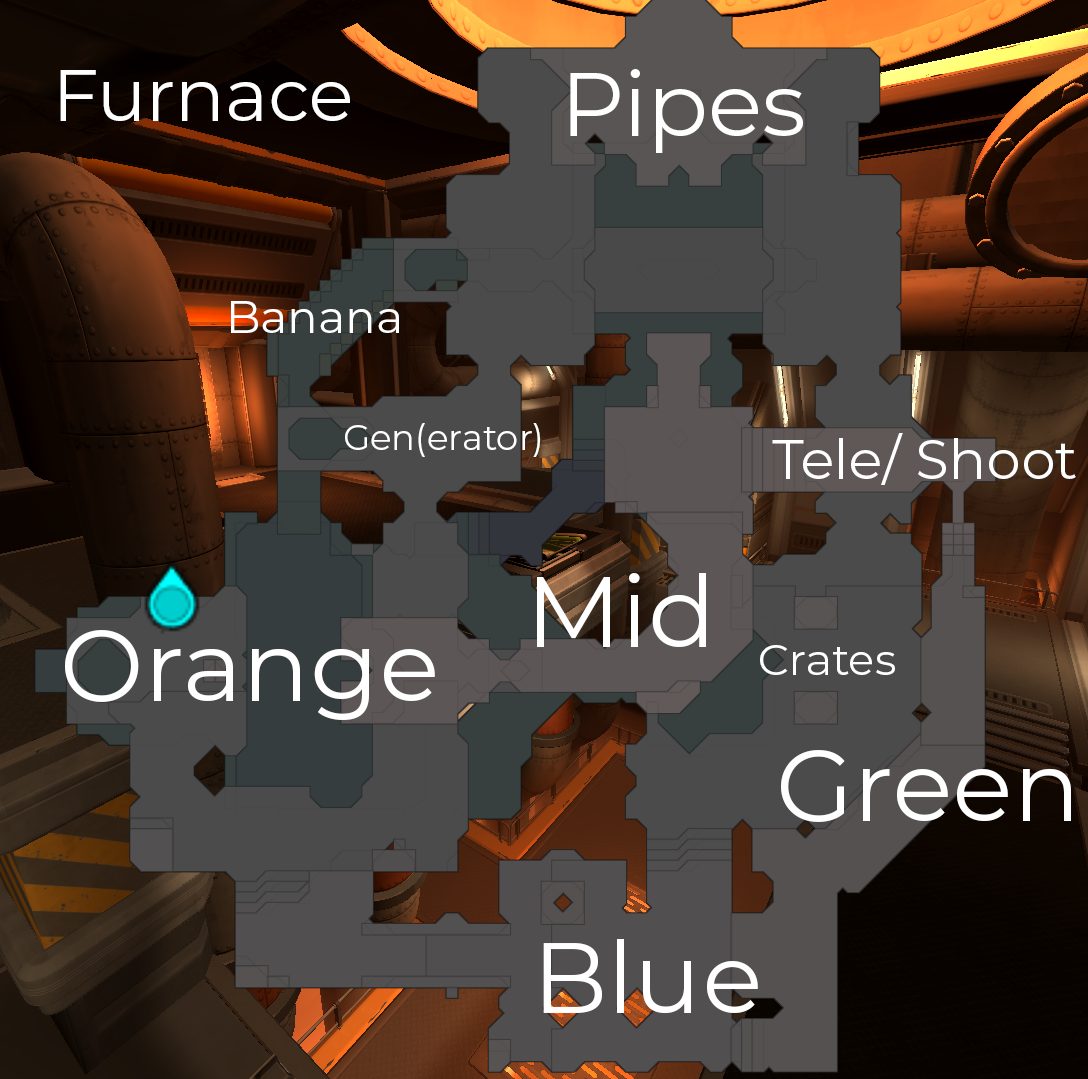 Furnace
Pipes
Banana
Gen(erator)
Tele/ Shoot
Mid
Orange
Crates
Green
Blue